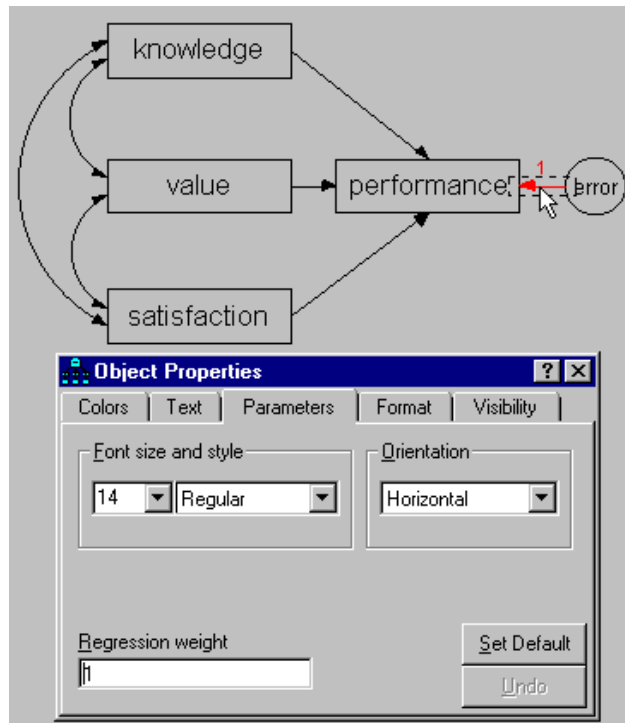 knowledge
1
value
performance
error
satisfaction
Object Properties
Colors Text Parameters Format Visibility
Font size and style
Orientation
14 Regular
Horizontal
Regression weight
1
Set Default
Undo